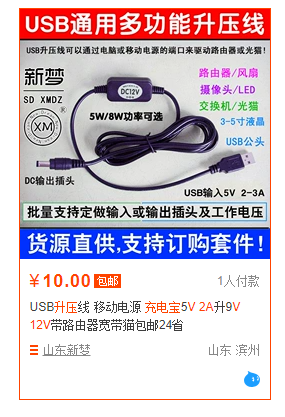 USB通用多功能升压线
USB升压线可以通过电脑或移动电源的端口来驱动路由器或光猫!
新梦
SD XMDZ
XM
DC12V
路由器/风扇
摄像头/LED
交换机/光猫
3-5寸液晶
5W/8W功率可选
USB公头
DC输出插头
USB输入5V 2-3A
批量支持定做输入或输出插头及工作电压
货源直供,支持订购套件!
¥10.00 包邮
1人付款
USB升压线 移动电源 充电宝5V 2A升9V
12V带路由器宽带猫包邮24省
山东新梦
山东 滨州